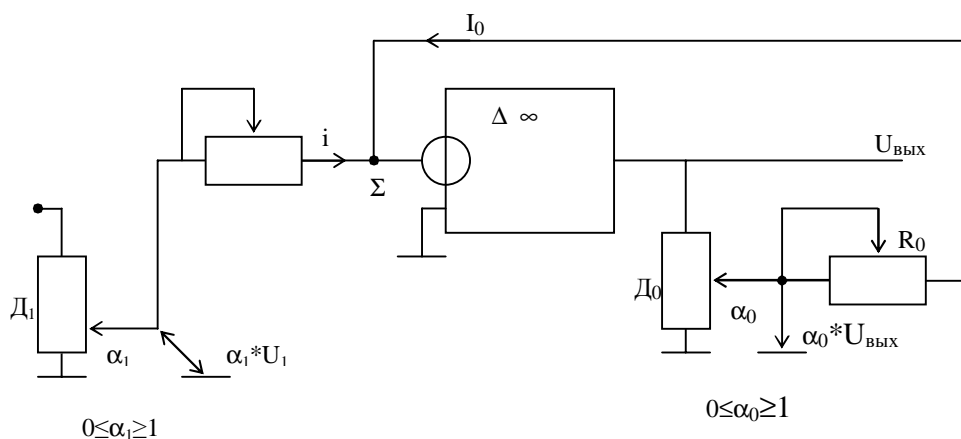 I₀
Δ ∞
i
Uвых
Σ
R₀
Д₁
Д₀
α₁
α₁*U₁
α₀
α₀*Uвых
0≤α₁≥1
0≤α₀≥1